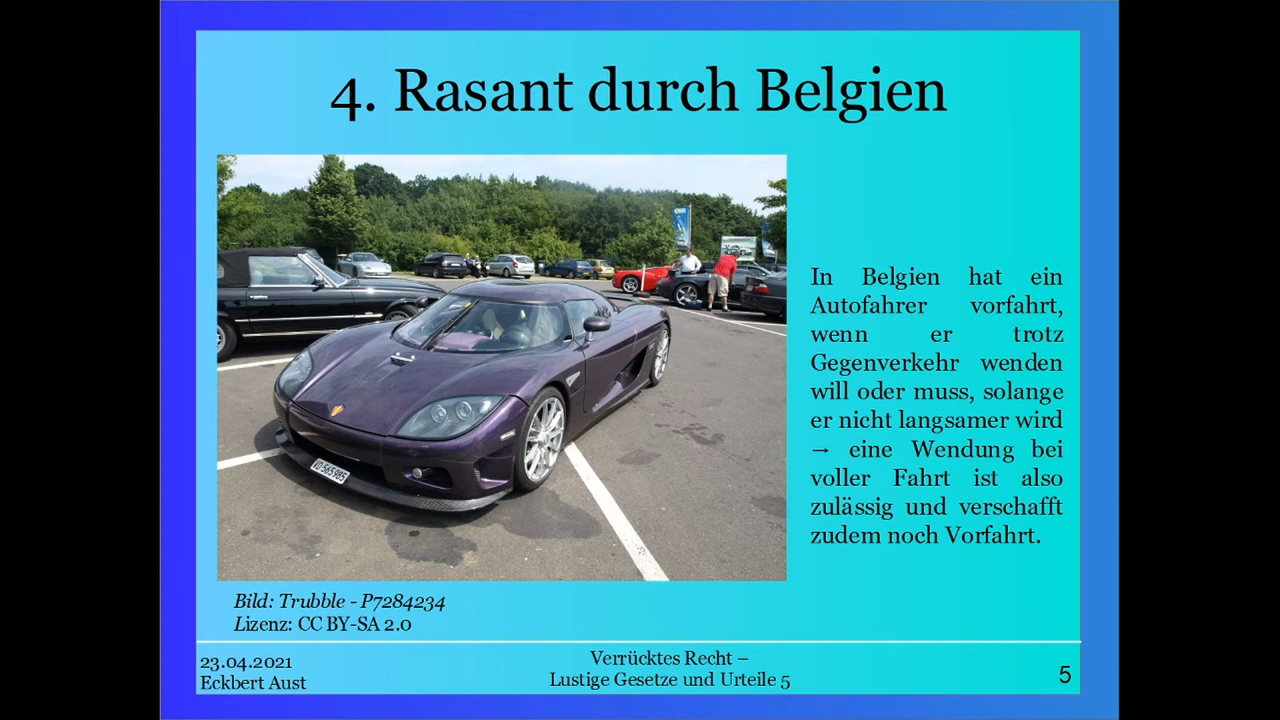 4. Rasant durch Belgien
In Belgien hat ein
Autofahrer vorfahrt,
wenn er trotz
Gegenverkehr wenden
will oder muss, solange
er nicht langsamer wird
→ eine Wendung bei
voller Fahrt ist also
zulässig und verschafft
zudem noch Vorfahrt.
VD 565 985
Bild: Trubble - P7284234
Lizenz: CC BY-SA 2.0
23.04.2021
Eckbert Aust
Verrücktes Recht –
Lustige Gesetze und Urteile 5
5